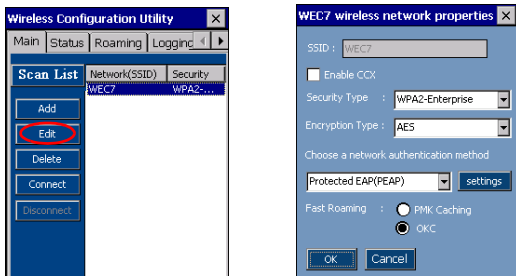 Wireless Configuration Utility
Main Status Roaming Logging
Scan List Network(SSID) Security
WEC7 WPA2-...
Add
Edit
Delete
Connect
Disconnect
WEC7 wireless network properties
SSID : WEC7
Enable CCX
Security Type : WPA2-Enterprise
Encryption Type : AES
Choose a network authentication method
Protected EAP(PEAP) settings
Fast Roaming : PMK Caching
OKC
OK Cancel